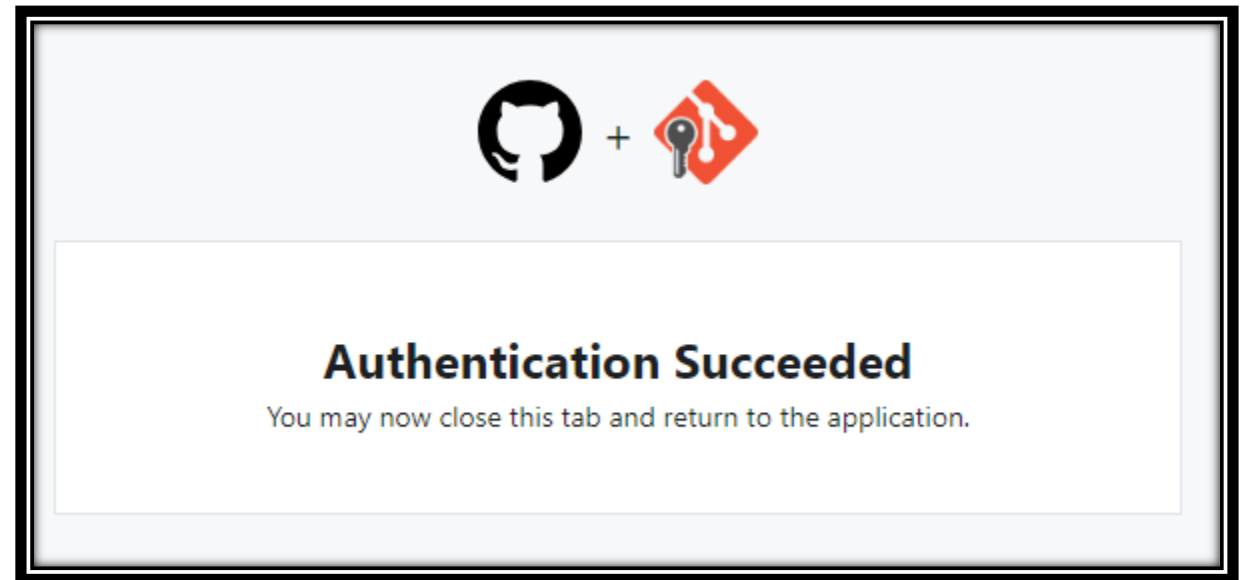 +
Authentication Succeeded
You may now close this tab and return to the application.